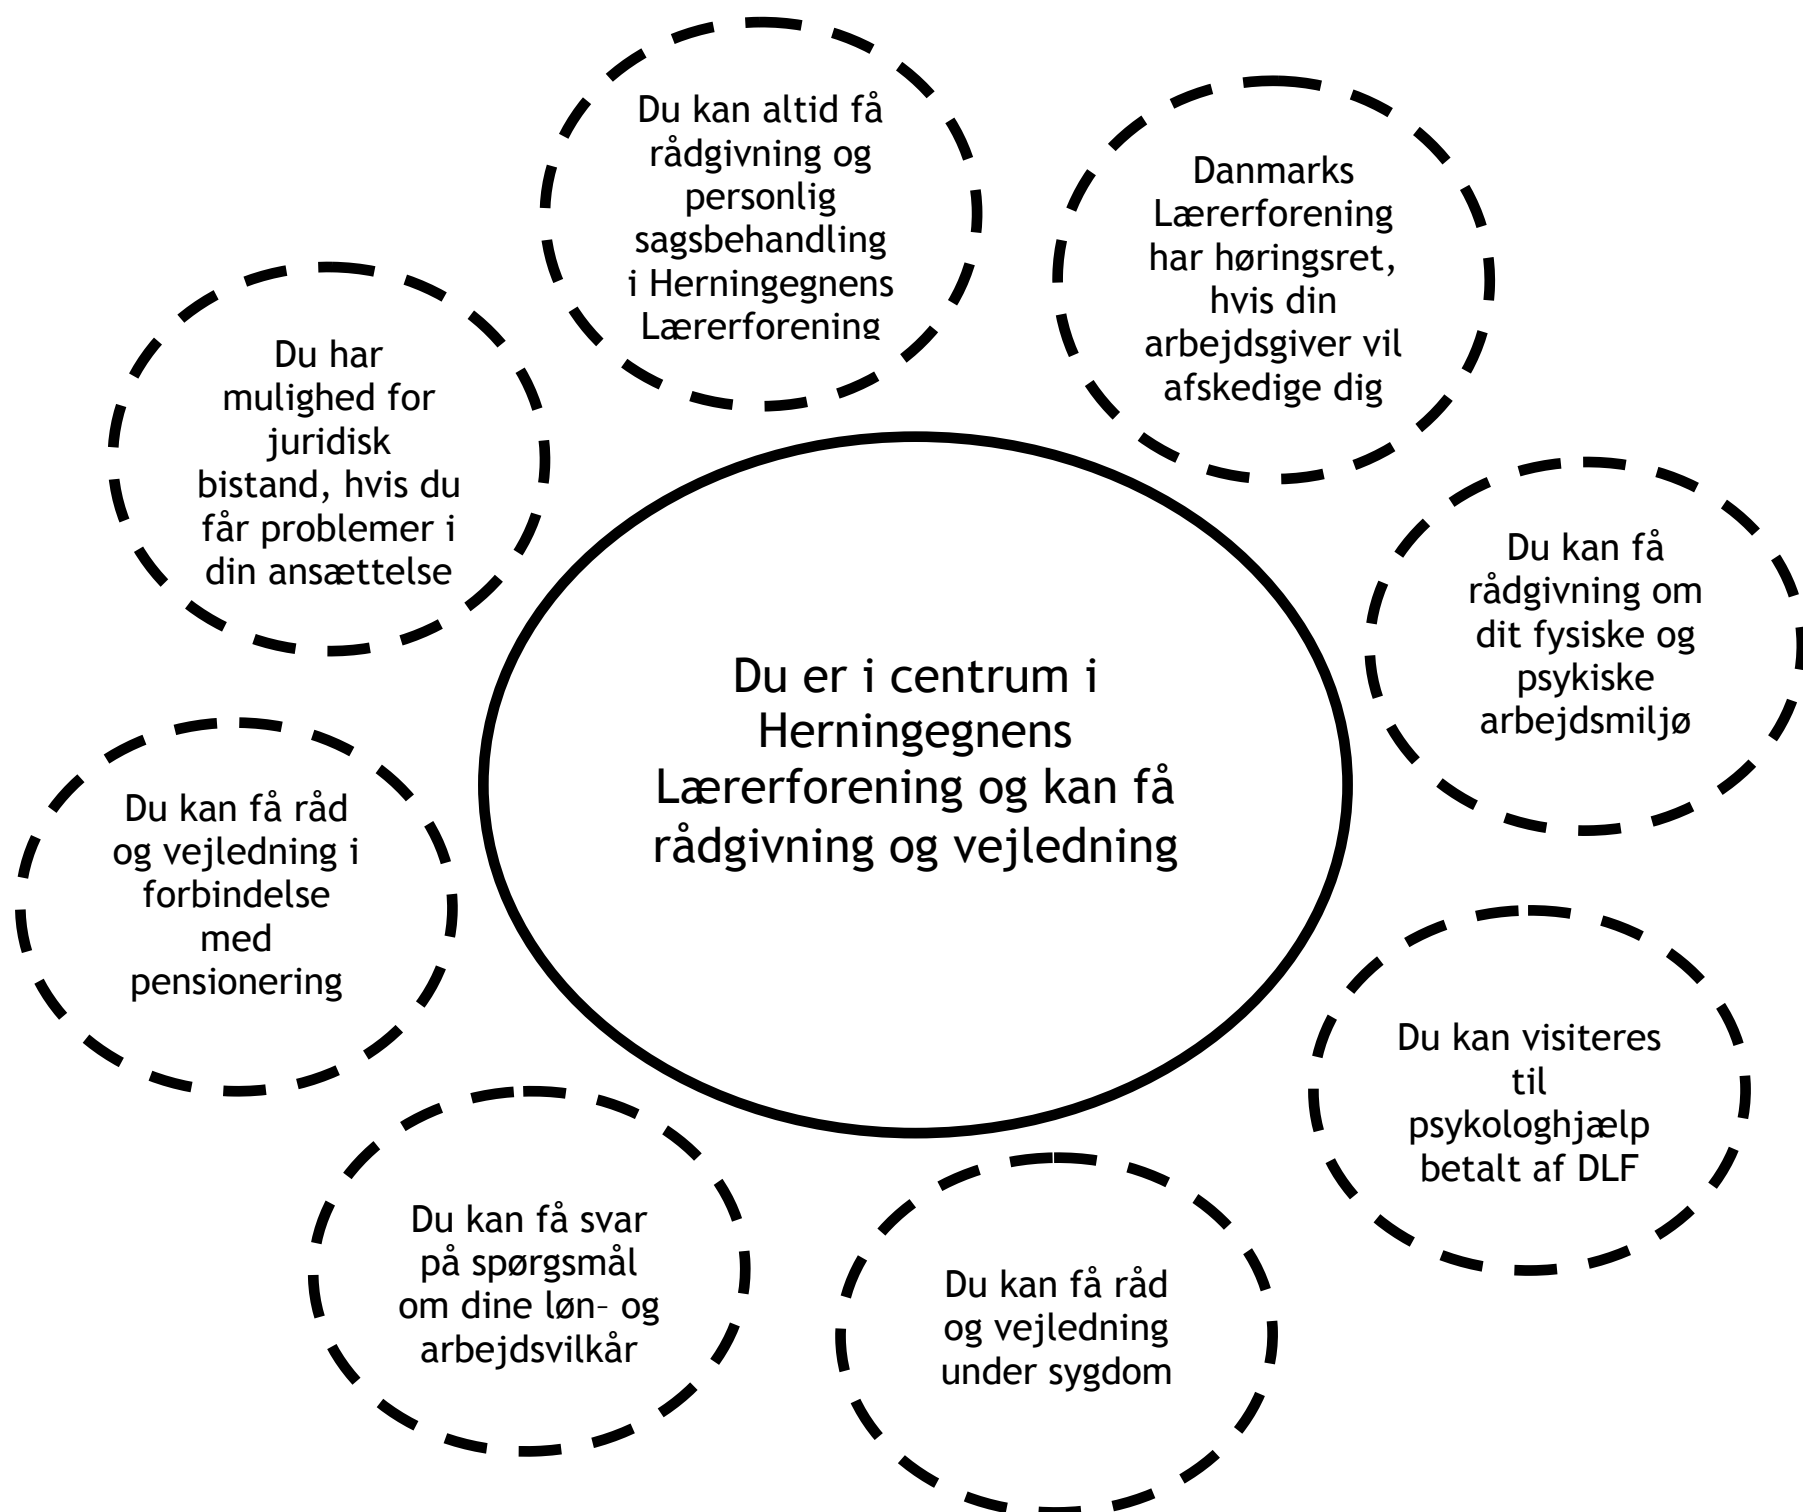 Du kan altid få
rådgivning og
personlig
sagsbehandling
i Herningegnens
Lærerforening
Danmarks
Lærerforening
har høringsret,
hvis din
arbejdsgiver vil
afskedige dig
Du har
mulighed for
juridisk
bistand, hvis du
får problemer i
din ansættelse
Du kan få
rådgivning om
dit fysiske og
psykiske
arbejdsmiljø
Du er i centrum i
Herningegnens
Lærerforening og kan få
rådgivning og vejledning
Du kan få råd
og vejledning i
forbindelse
med
pensionering
Du kan visiteres
til
psykologhjælp
betalt af DLF
Du kan få svar
på spørgsmål
om dine løn- og
arbejdsvilkår
Du kan få råd
og vejledning
under sygdom